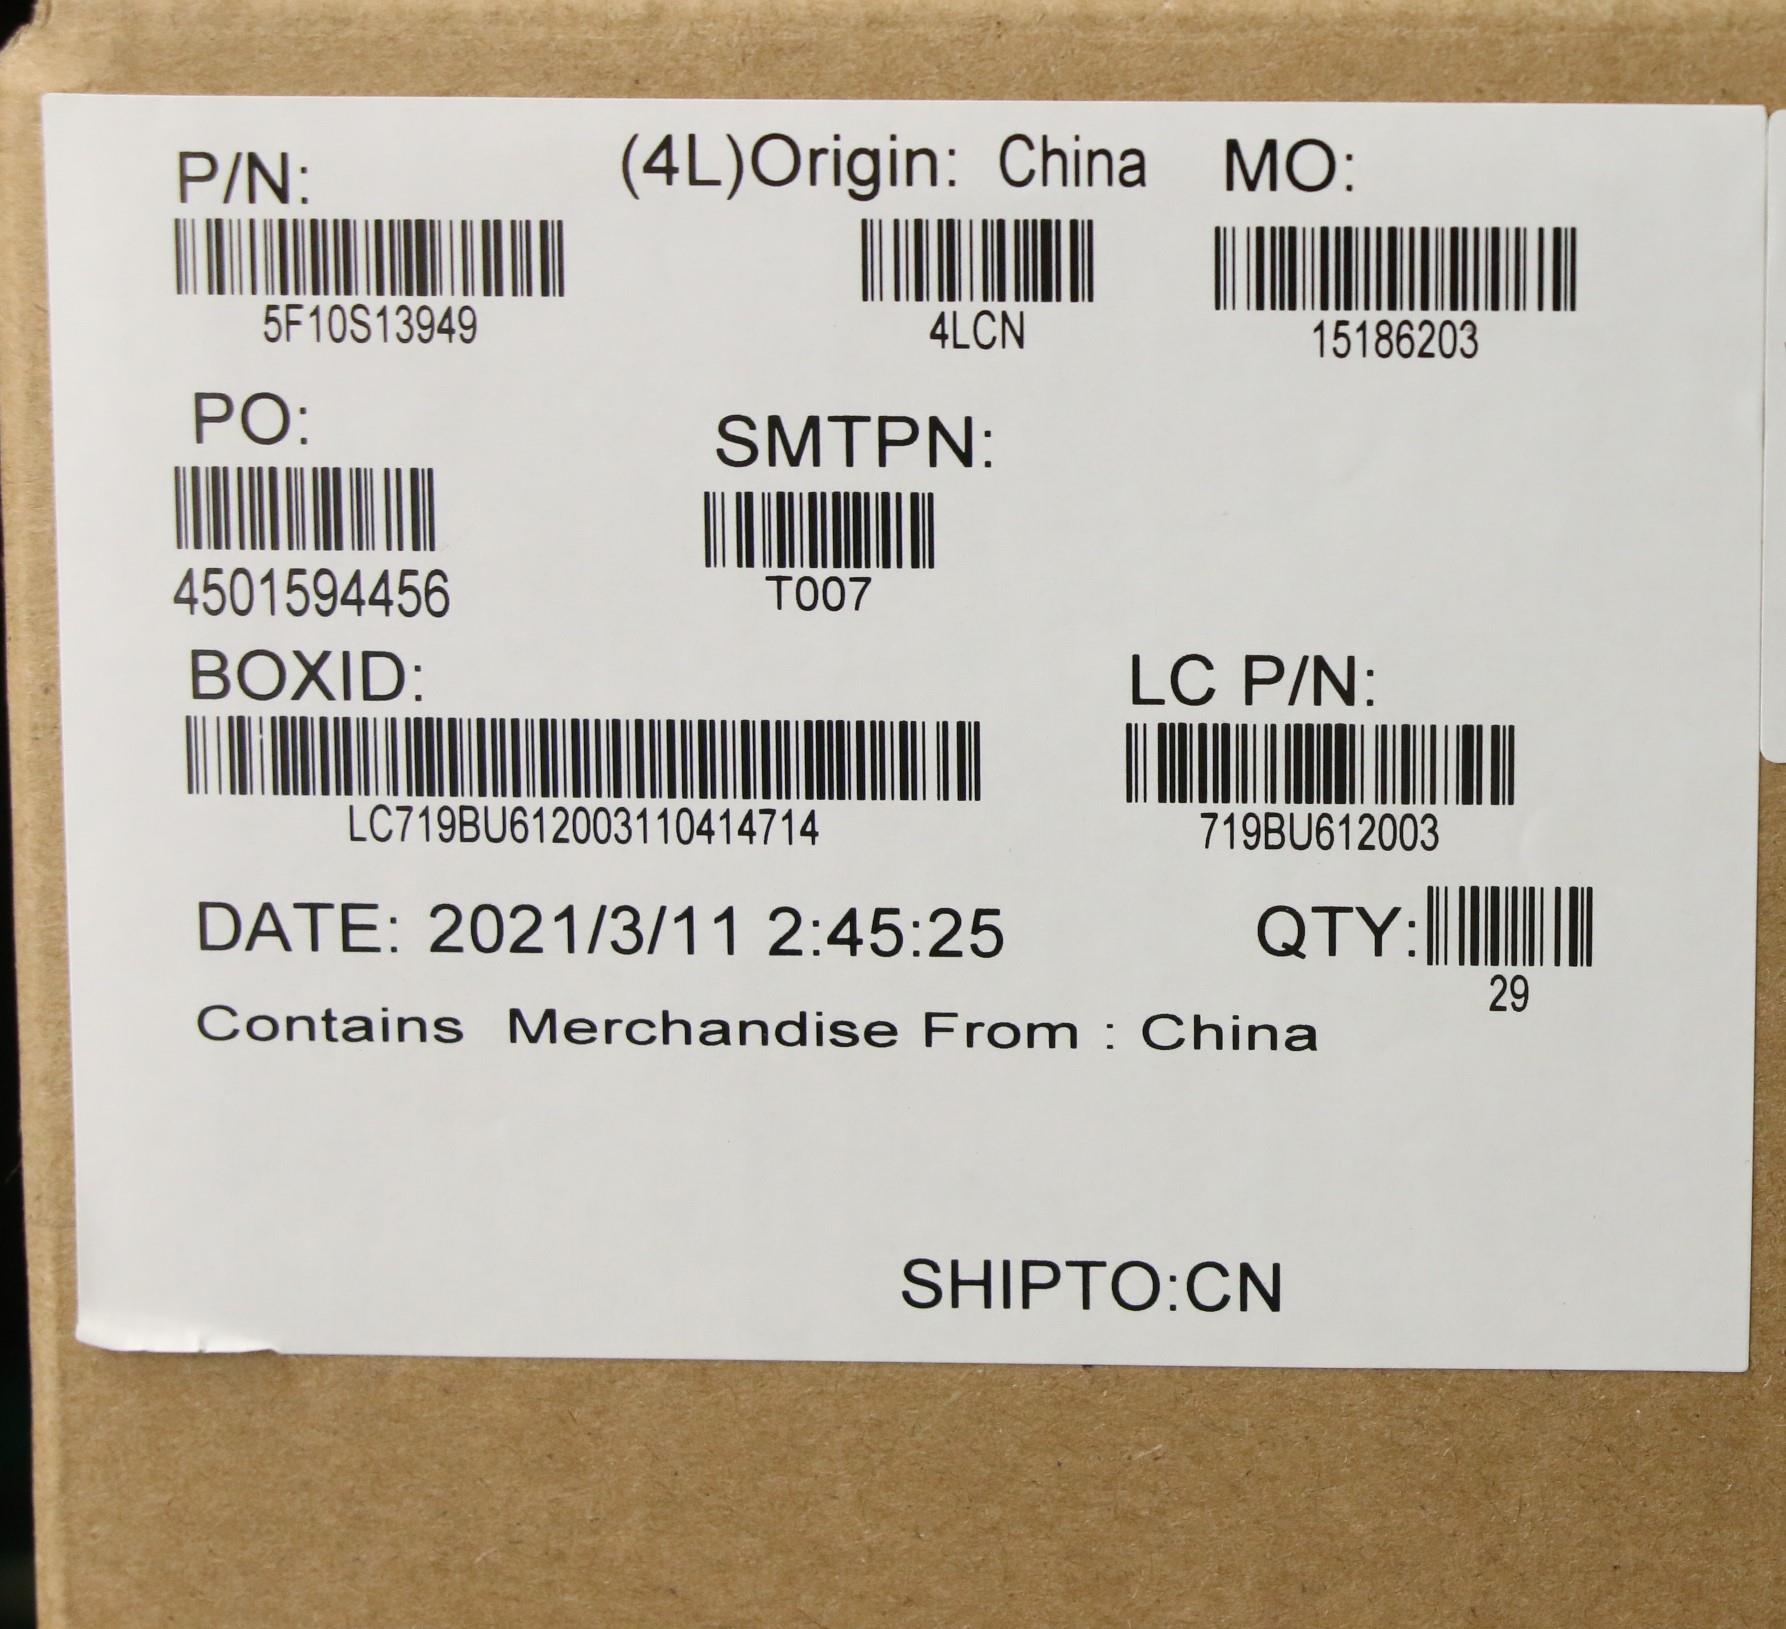 P/N: (4L)Origin: China MO:
5F10S13949 4LCN 15186203
PO: SMTPN:
4501594456 T007
BOXID: LC P/N:
LC719BU612003110414714 719BU612003
DATE: 2021/3/11 2:45:25 QTY:
29
Contains Merchandise From : China
SHIPTO:CN